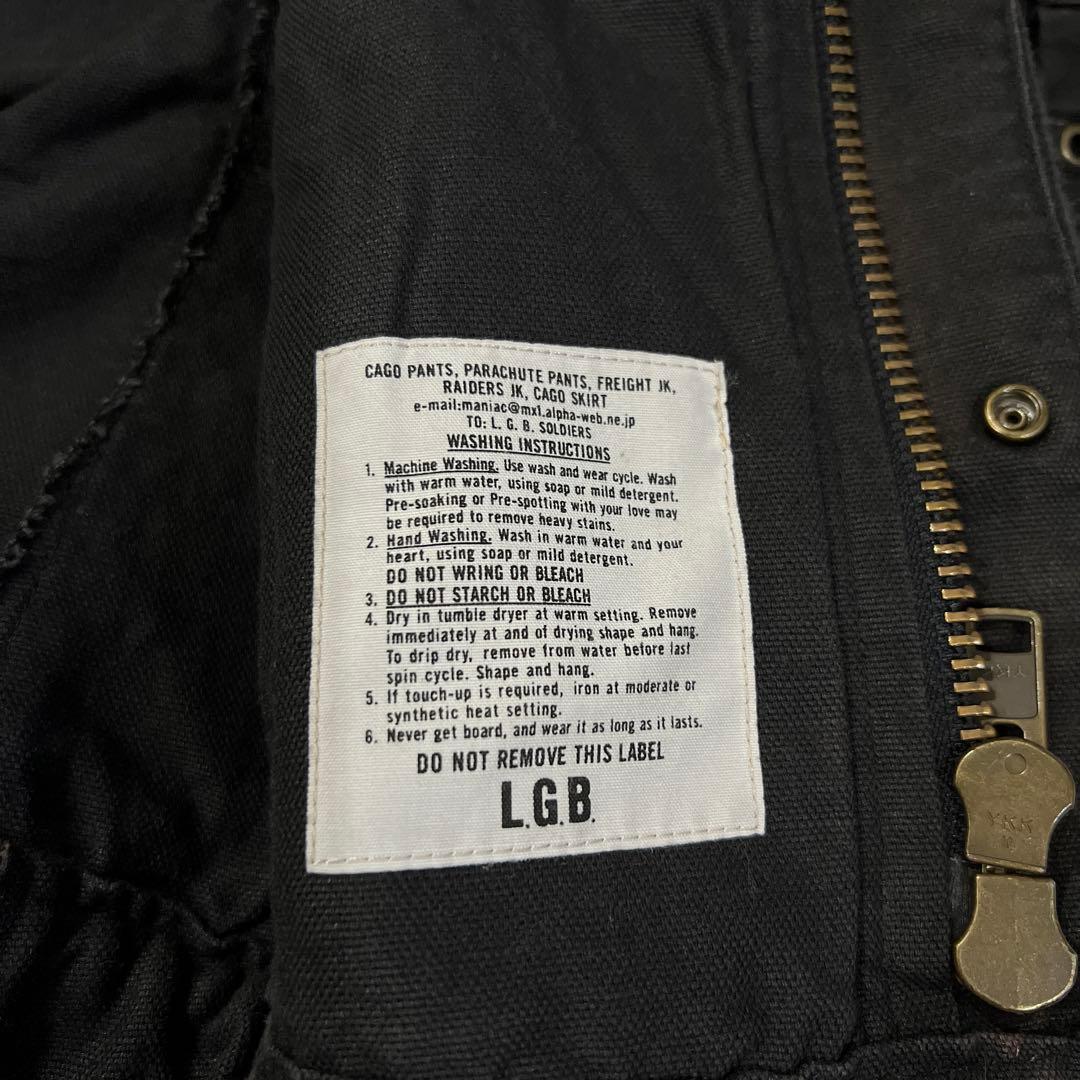 CAGO PANTS, PARACHUTE PANTS, FREIGHT JK,
RAIDERS JK, CAGO SKIRT
e-mail:maniac@mx1.alpha-web.ne.jp
TO: L. G. B. SOLDIERS
WASHING INSTRUCTIONS
1. Machine Washing. Use wash and wear cycle. Wash
with warm water, using soap or mild detergent.
Pre-soaking or Pre-spotting with your love may
be required to remove heavy stains.
2. Hand Washing. Wash in warm water and your
heart, using soap or mild detergent.
DO NOT WRING OR BLEACH
3. DO NOT STARCH OR BLEACH
4. Dry in tumble dryer at warm setting. Remove
immediately at and of drying shape and hang.
To drip dry, remove from water before last
spin cycle. Shape and hang.
5. If touch-up is required, iron at moderate or
synthetic heat setting.
6. Never get board, and wear it as long as it lasts.
DO NOT REMOVE THIS LABEL
L.G.B.
YKK
10